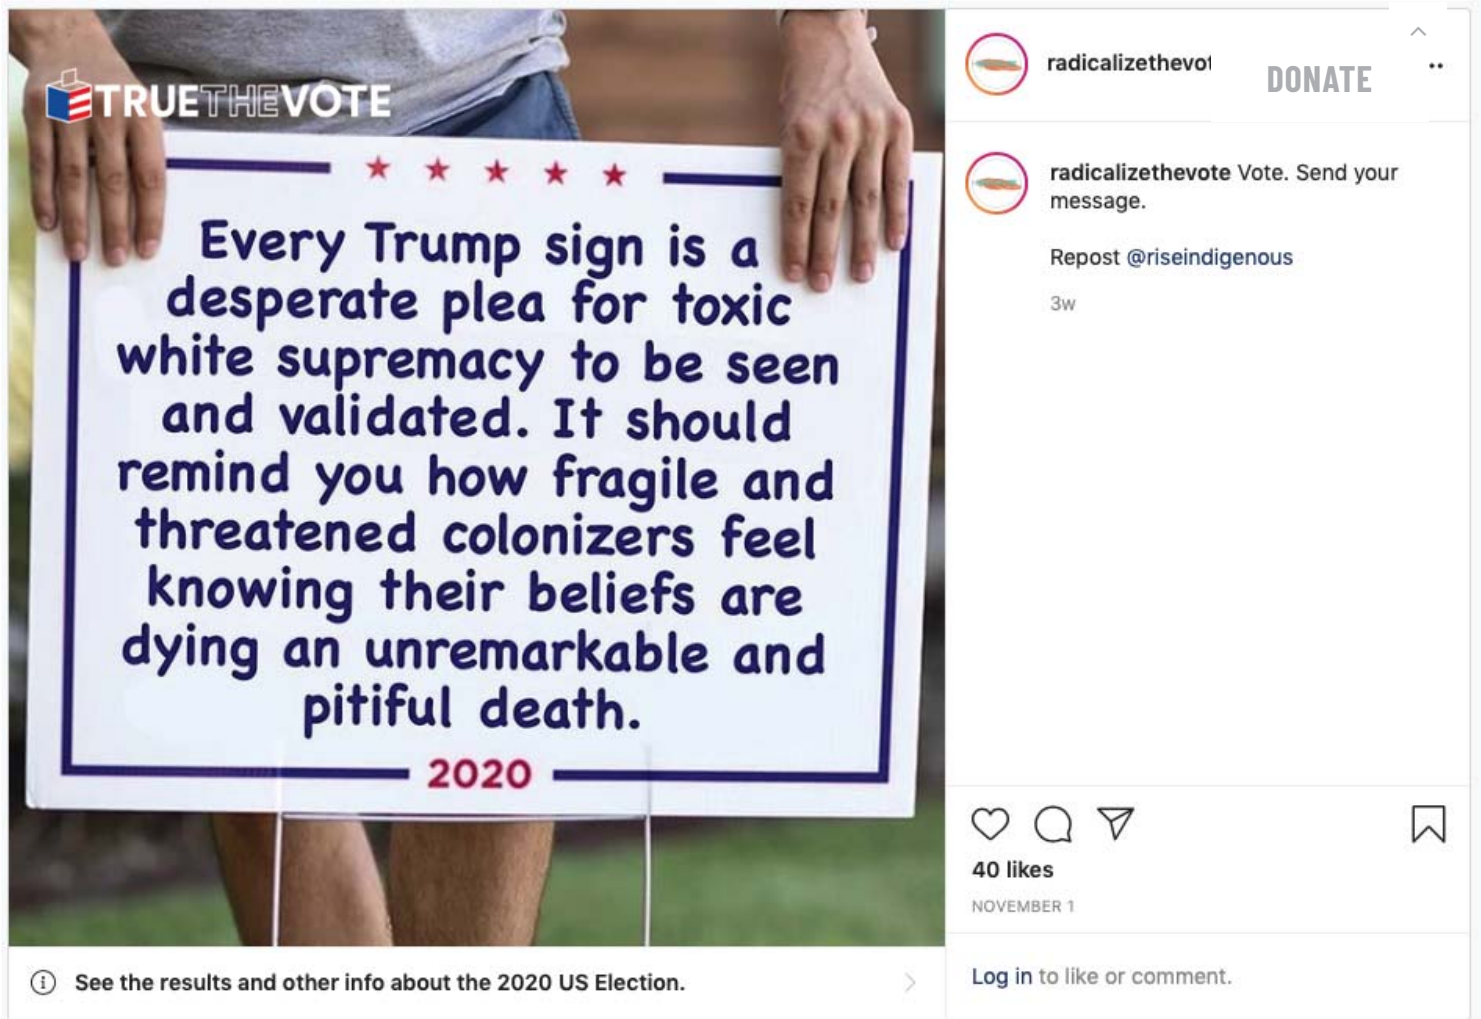 TRUETHEVOTE
Every Trump sign is a
desperate plea for toxic
white supremacy to be seen
and validated. It should
remind you how fragile and
threatened colonizers feel
knowing their beliefs are
dying an unremarkable and
pitiful death.
2020
See the results and other info about the 2020 US Election.
radicalizethevot
DONATE
radicalizethevote Vote. Send your
message.
Repost @riseindigenous
3w
40 likes
NOVEMBER 1
Log in to like or comment.